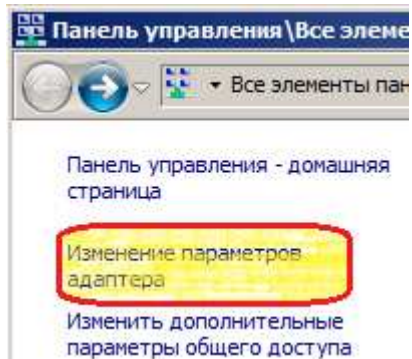 Панель управления\Все элеме
Все элементы пан
Панель управления - домашняя
страница
Изменение параметров
адаптера
Изменить дополнительные
параметры общего доступа